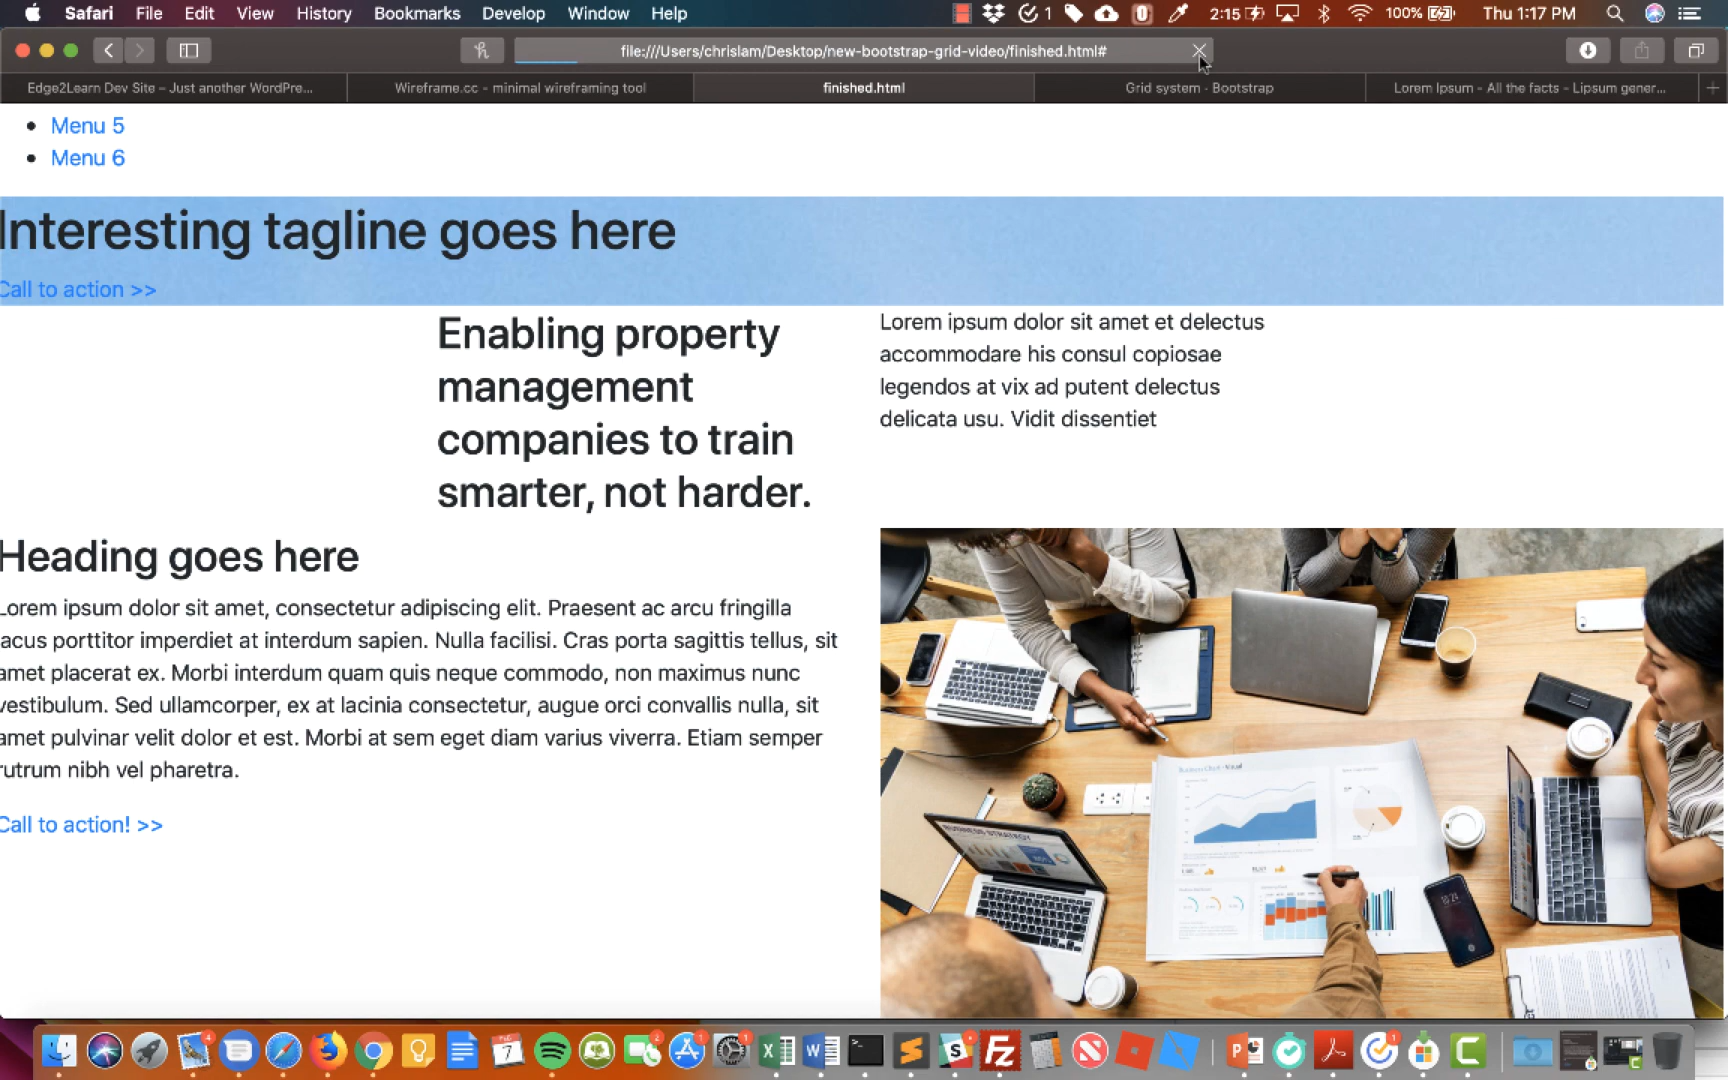 Safari File Edit View History Bookmarks Develop Window Help 1 2:15 100% Thu 1:17 PM
file:///Users/chrislam/Desktop/new-bootstrap-grid-video/finished.html#
Edge2Learn Dev Site – Just another WordPre... Wireframe.cc - minimal wireframing tool finished.html Grid system - Bootstrap Lorem Ipsum - All the facts - Lipsum gener...
Menu 5
Menu 6
Interesting tagline goes here
Call to action >>
Enabling property
management
companies to train
smarter, not harder.
Lorem ipsum dolor sit amet et delectus
accommodare his consul copiosae
legendos at vix ad putent delectus
delicata usu. Vidit dissentiet
Heading goes here
Lorem ipsum dolor sit amet, consectetur adipiscing elit. Praesent ac arcu fringilla
lacus porttitor imperdiet at interdum sapien. Nulla facilisi. Cras porta sagittis tellus, sit
amet placerat ex. Morbi interdum quam quis neque commodo, non maximus nunc
vestibulum. Sed ullamcorper, ex at lacinia consectetur, augue orci convallis nulla, sit
amet pulvinar velit dolor et est. Morbi at sem eget diam varius viverra. Etiam semper
rutrum nibh vel pharetra.
Call to action! >>
Business Chart - Visual
BUSINESS STRATEGY
10:23